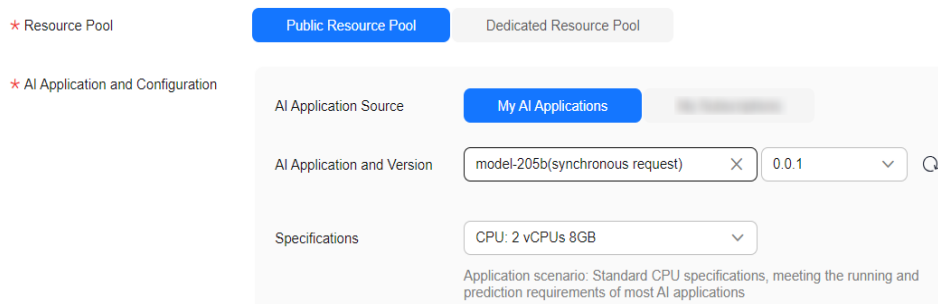 * Resource Pool Public Resource Pool Dedicated Resource Pool
* AI Application and Configuration
AI Application Source My AI Applications
AI Application and Version model-205b(synchronous request) 0.0.1
Specifications CPU: 2 vCPUs 8GB
Application scenario: Standard CPU specifications, meeting the running and
prediction requirements of most AI applications